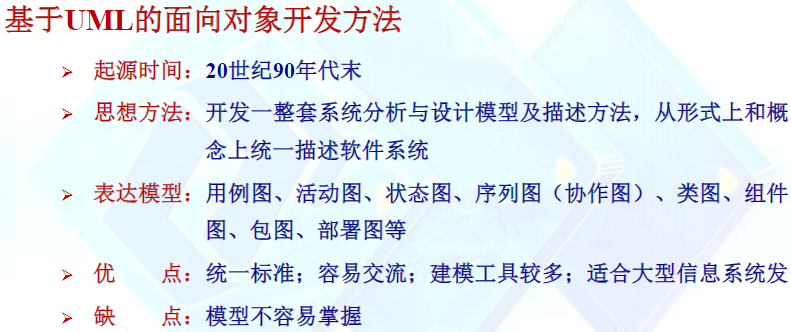 基于UML的面向对象开发方法
起源时间：20世纪90年代末
思想方法：开发一整套系统分析与设计模型及描述方法，从形式上和概
念上统一描述软件系统
表达模型：用例图、活动图、状态图、序列图（协作图）、类图、组件
图、包图、部署图等
优 点：统一标准；容易交流；建模工具较多；适合大型信息系统发
缺 点：模型不容易掌握